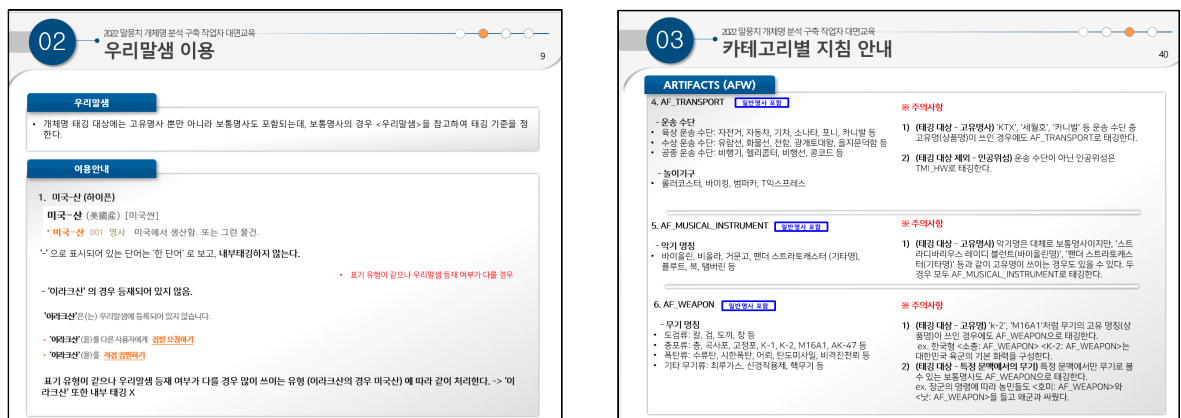 02
2022 말뭉치 개체명 분석 구축 작업자 대면교육
우리말샘 이용
9
우리말샘
• 개체명 태깅 대상에는 고유명사 뿐만 아니라 보통명사도 포함되는데, 보통명사의 경우 <우리말샘>을 참고하여 태깅 기준을 정
한다.
이용안내
1. 미국-산 (하이픈)
미국-산 (美國産) [미국싼]
• 미국-산 001 명사 미국에서 생산함. 또는 그런 물건.
'-' 으로 표시되어 있는 단어는 '한 단어' 로 보고, 내부태깅하지 않는다.
• 표기 유형이 같으나 우리말샘 등재 여부가 다를 경우
- '이라크산' 의 경우 등재되어 있지 않음.
'이라크산'은(는) 우리말샘에 등록되어 있지 않습니다.
• '이라크산'(을)를 다른 사용자에게 집필 요청하기
• '이라크산'(을)를 직접 집필하기
표기 유형이 같으나 우리말샘 등재 여부가 다를 경우 많이 쓰이는 유형 (이라크산의 경우 미국산) 에 따라 같이 처리한다. -> '이
라크산' 또한 내부 태깅 X
03
2022 말뭉치 개체명 분석 구축 작업자 대면교육
카테고리별 지침 안내
40
ARTIFACTS (AFW)
4. AF_TRANSPORT 일반명사 포함
- 운송 수단
• 육상 운송 수단: 자전거, 자동차, 기차, 소나타, 포니, 카니발 등
• 수상 운송 수단: 유람선, 화물선, 전함, 광개토대왕, 을지문덕함 등
• 공중 운송 수단: 비행기, 헬리콥터, 비행선, 콩코드 등
- 놀이기구
• 롤러코스터, 바이킹, 범퍼카, T익스프레스
※ 주의사항
1) (태깅 대상 - 고유명사) 'KTX', '세월호', '카니발' 등 운송 수단 중
고유명(상품명)이 쓰인 경우에도 AF_TRANSPORT로 태깅한다.
2) (태깅 대상 제외 - 인공위성) 운송 수단이 아닌 인공위성은
TMI_HW로 태깅한다.
5. AF_MUSICAL_INSTRUMENT 일반명사 포함
- 악기 명칭
• 바이올린, 비올라, 거문고, 팬더 스트라토캐스터 (기타명),
플루트, 북, 탬버린 등
※ 주의사항
1) (태깅 대상 - 고유명사) 악기명은 대체로 보통명사이지만, '스트
라디바리우스 레이디 블런트(바이올린명)', '팬더 스트라토캐스
터(기타명)' 등과 같이 고유명이 쓰이는 경우도 있을 수 있다. 두
경우 모두 AF_MUSICAL_INSTRUMENT로 태깅한다.
6. AF_WEAPON 일반명사 포함
- 무기 명칭
• 도검류: 칼, 검, 도끼, 창 등
• 총포류: 총, 곡사포, 고정포, K-1, K-2, M16A1, AK-47 등
• 폭탄류: 수류탄, 시한폭탄, 어뢰, 탄도미사일, 비격진천뢰 등
• 기타 무기류: 최루가스, 신경작용제, 핵무기 등
※ 주의사항
1) (태깅 대상 - 고유명) 'k-2', 'M16A1'처럼 무기의 고유 명칭(상
품명)이 쓰인 경우에도 AF_WEAPON으로 태깅한다.
ex. 한국형 <소총: AF_WEAPON> <K-2: AF_WEAPON>는
대한민국 육군의 기본 화력을 구성한다.
2) (태깅 대상 - 특정 문맥에서의 무기) 특정 문맥에서만 무기로 볼
수 있는 보통명사도 AF_WEAPON으로 태깅한다.
ex. 장군의 명령에 따라 농민들도 <호미: AF_WEAPON>와
<낫: AF_WEAPON>을 들고 왜군과 싸웠다.